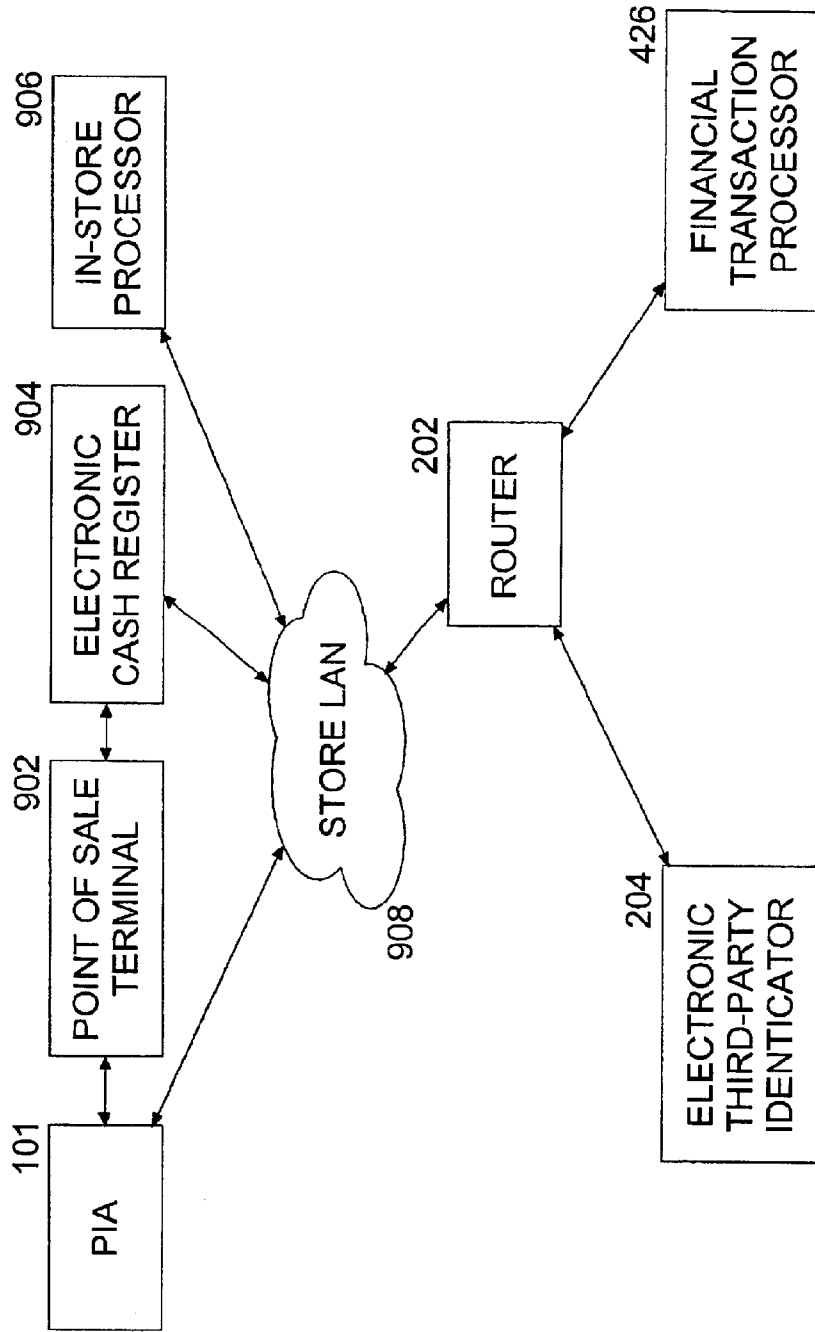 101
PIA
902
POINT OF SALE
TERMINAL
904
ELECTRONIC
CASH REGISTER
906
IN-STORE
PROCESSOR
STORE LAN
908
202
ROUTER
204
ELECTRONIC
THIRD-PARTY
IDENTICATOR
426
FINANCIAL
TRANSACTION
PROCESSOR